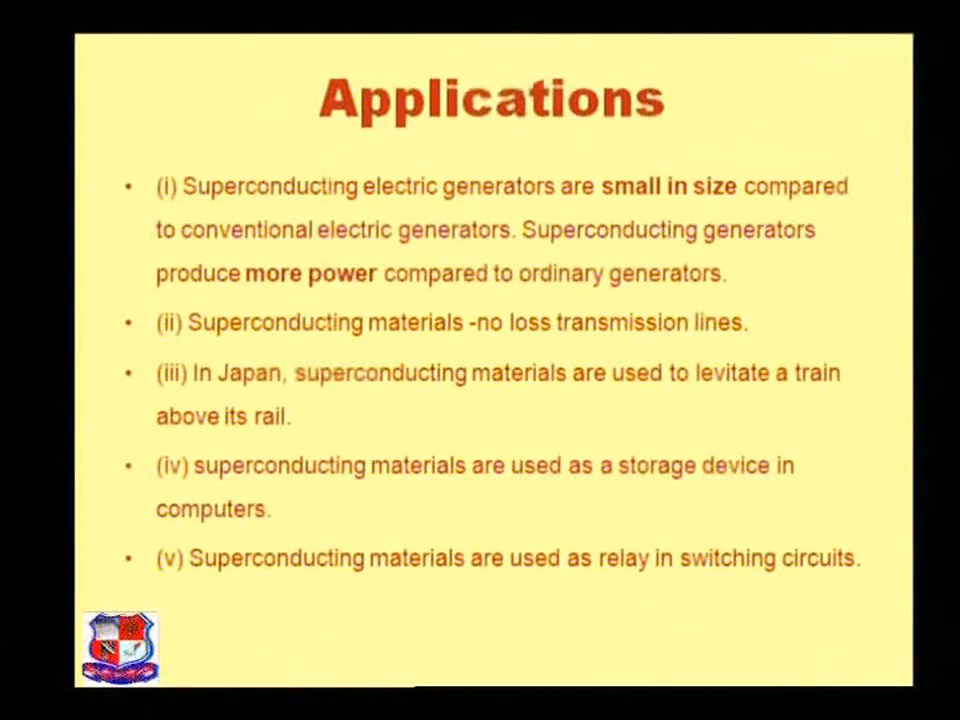 Applications
• (i) Superconducting electric generators are small in size compared
to conventional electric generators. Superconducting generators
produce more power compared to ordinary generators.
• (ii) Superconducting materials -no loss transmission lines.
• (iii) In Japan, superconducting materials are used to levitate a train
above its rail.
• (iv) superconducting materials are used as a storage device in
computers.
• (v) Superconducting materials are used as relay in switching circuits.